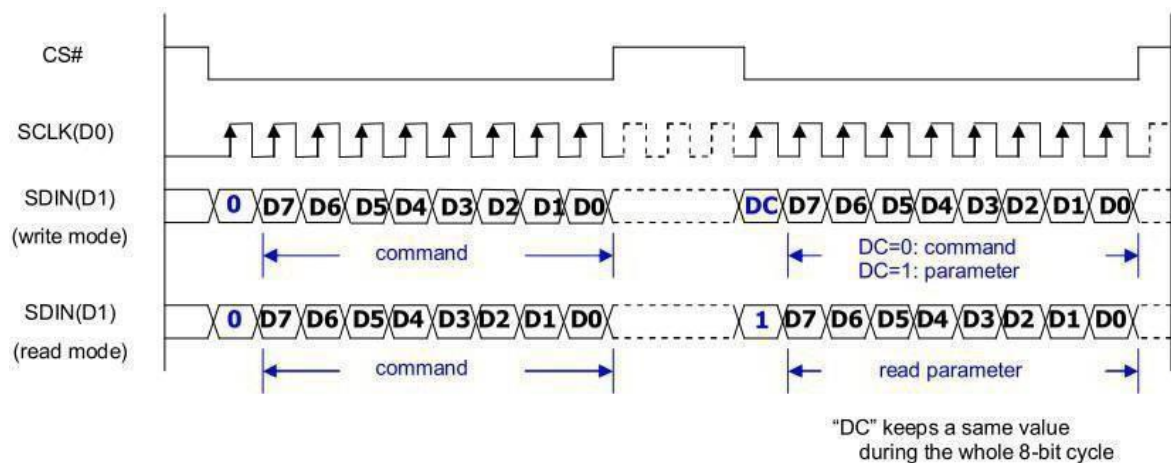 CS#
SCLK(D0)
SDIN(D1) 0 D7 D6 D5 D4 D3 D2 D1 D0 DC D7 D6 D5 D4 D3 D2 D1 D0
(write mode)
command
DC=0: command
DC=1: parameter
SDIN(D1) 0 D7 D6 D5 D4 D3 D2 D1 D0 1 D7 D6 D5 D4 D3 D2 D1 D0
(read mode)
command
read parameter
“DC” keeps a same value
during the whole 8-bit cycle